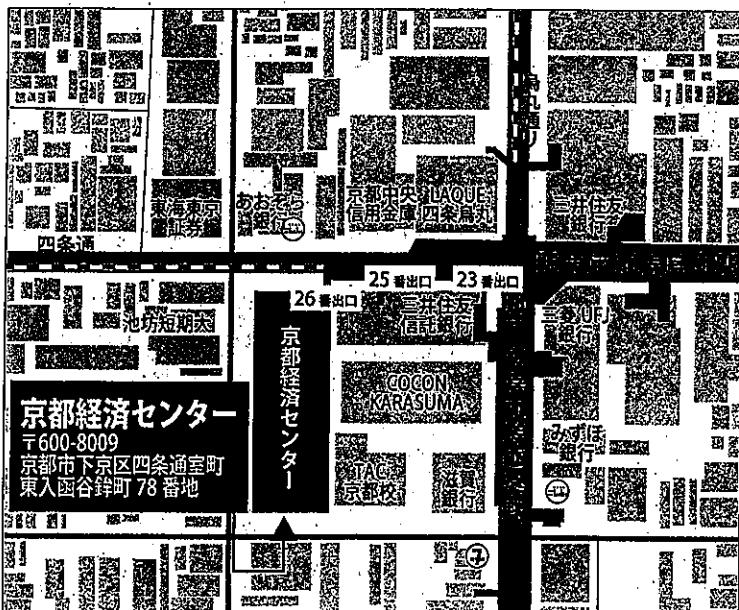 烏丸通り
東海東京
証券
あおぞら
銀行
京都中央
信用金庫
LAQUE
四条烏丸
三井住友
銀行
四条通
26番出口
25番出口
23番出口
池坊短期大
三井住友
信託銀行
三菱UFJ
銀行
京都経済センター
COCON
KARASUMA
京都経済センター
〒600-8009
京都市下京区四条通室町
東入函谷鉾町 78 番地
TAC
京都校
滋賀
銀行
みずほ
銀行